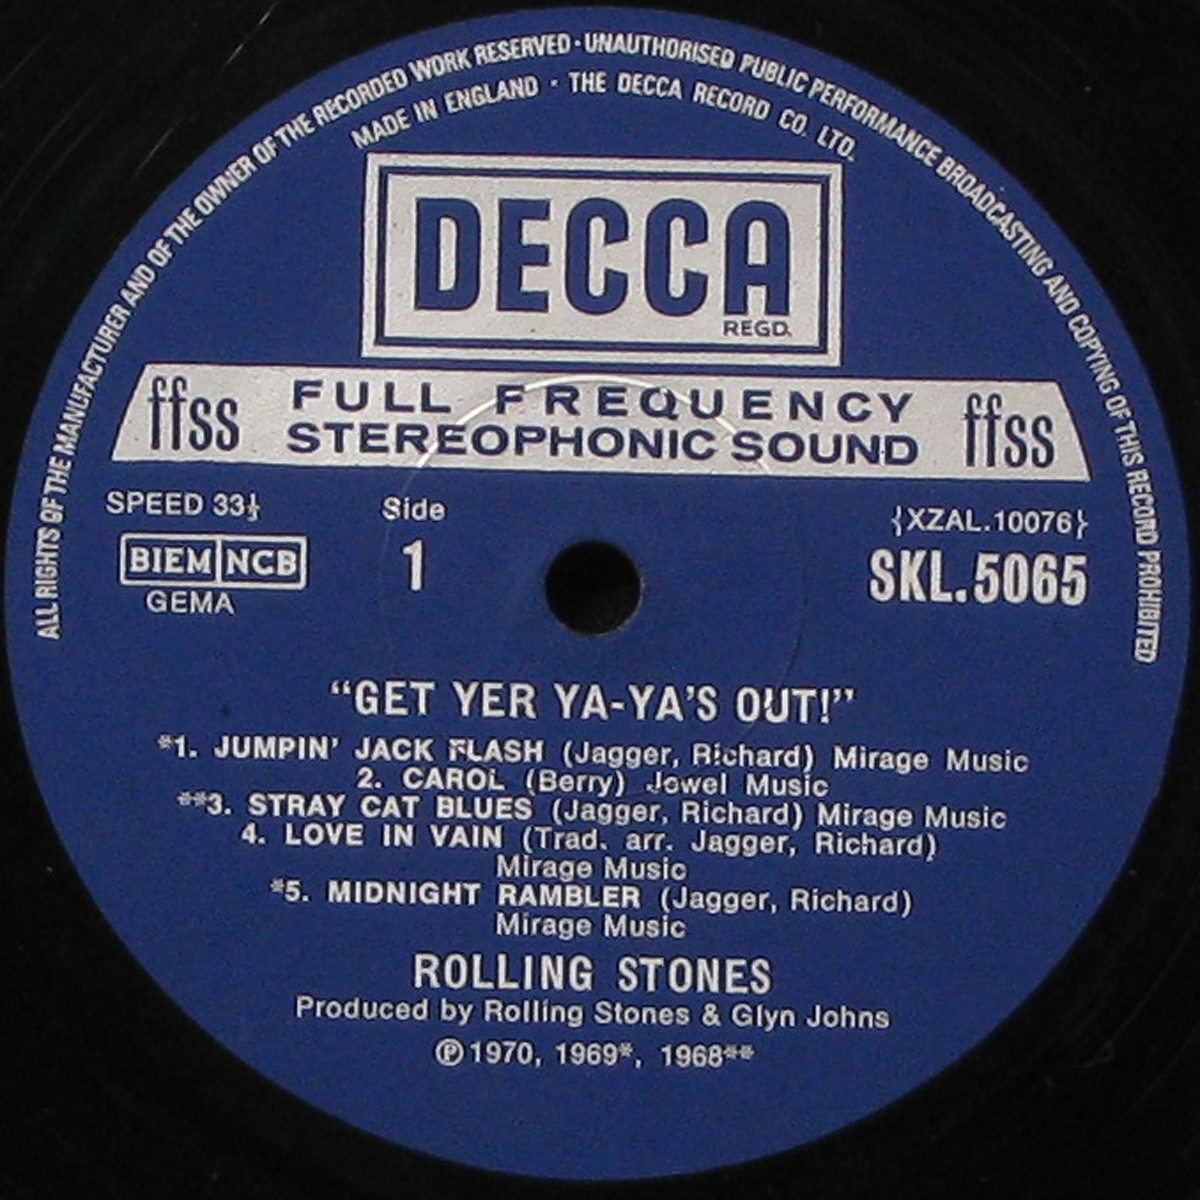 ALL RIGHTS OF THE MANUFACTURER AND OF THE OWNER OF THE RECORDED WORK RESERVED · UNAUTHORISED PUBLIC PERFORMANCE BROADCASTING AND COPYING OF THIS RECORD PROHIBITED
MADE IN ENGLAND · THE DECCA RECORD CO. LTD.
DECCA
REGD.
ffss FULL FREQUENCY STEREOPHONIC SOUND ffss
SPEED 33⅓ Side {XZAL.10076}
BIEM NCB 1 SKL.5065
GEMA
"GET YER YA-YA'S OUT!"
*1. JUMPIN' JACK FLASH (Jagger, Richard) Mirage Music
2. CAROL (Berry) Jewel Music
**3. STRAY CAT BLUES (Jagger, Richard) Mirage Music
4. LOVE IN VAIN (Trad. arr. Jagger, Richard)
Mirage Music
*5. MIDNIGHT RAMBLER (Jagger, Richard)
Mirage Music
ROLLING STONES
Produced by Rolling Stones & Glyn Johns
℗ 1970, 1969*, 1968**